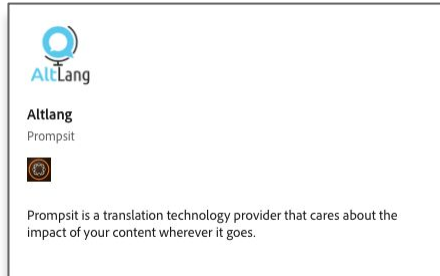 AltLang
Altlang
Prompsit
Prompsit is a translation technology provider that cares about the
impact of your content wherever it goes.